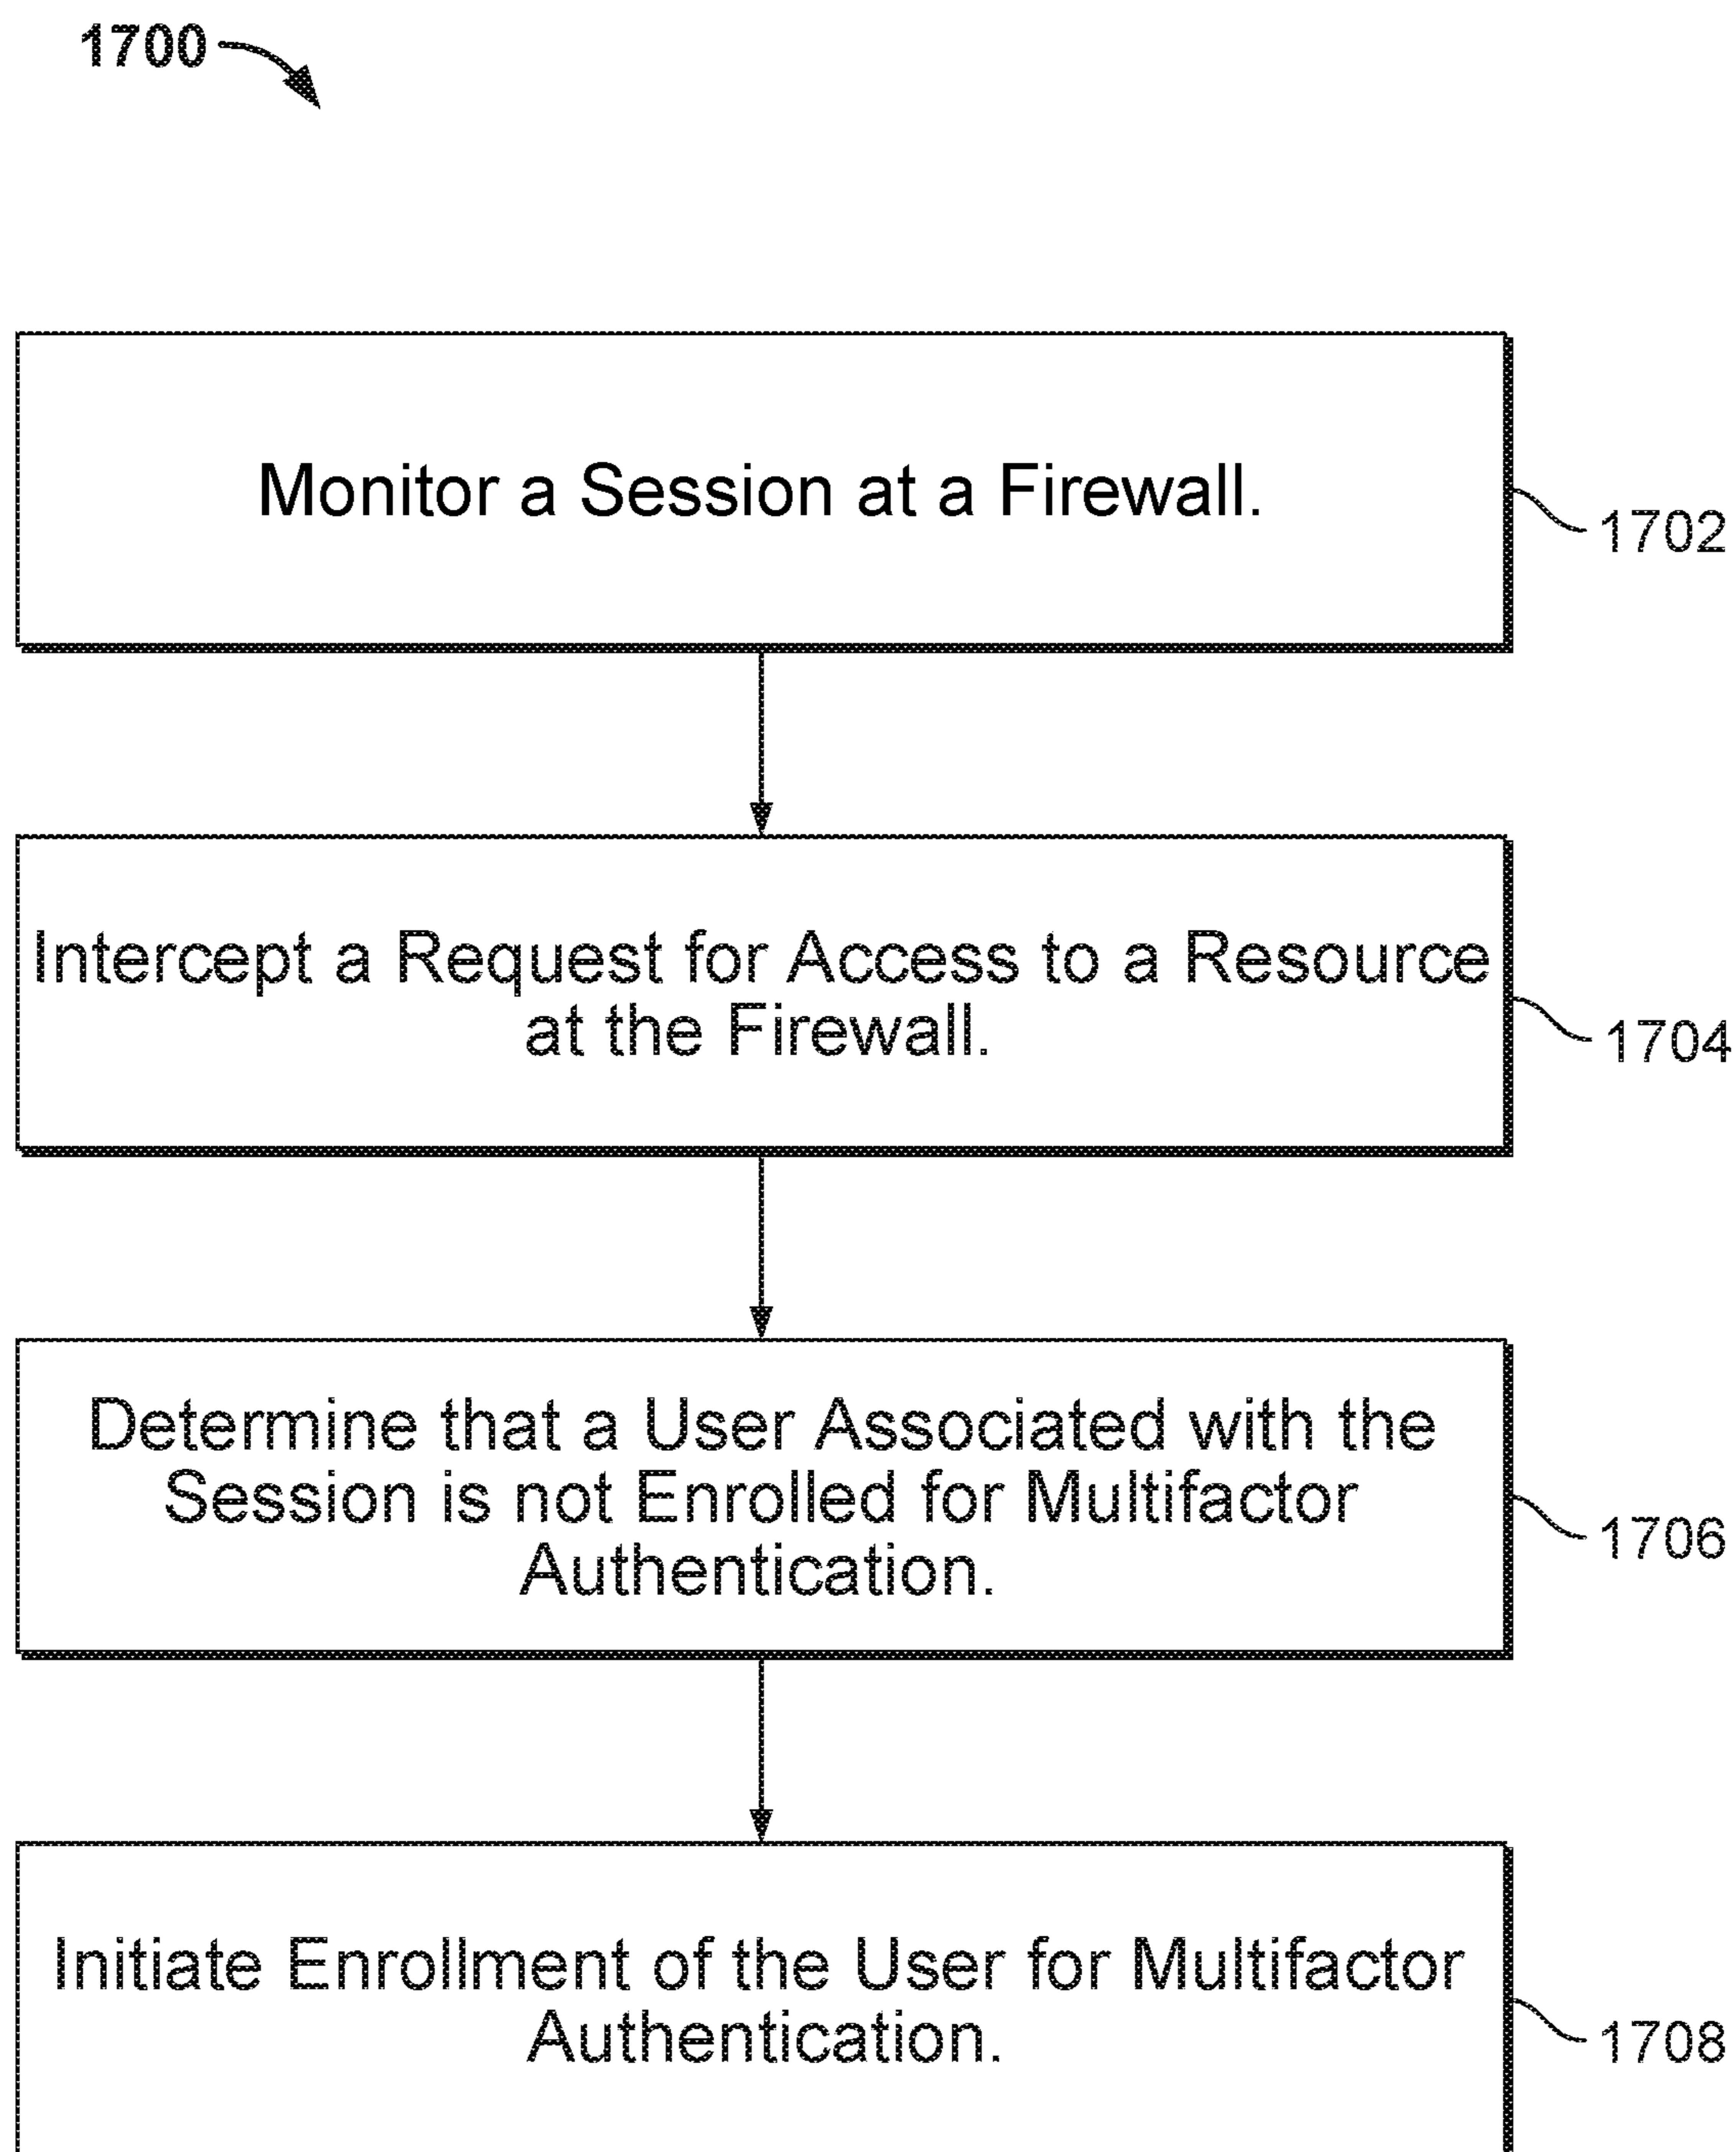 1700
Monitor a Session at a Firewall.
1702
Intercept a Request for Access to a Resource
at the Firewall.
1704
Determine that a User Associated with the
Session is not Enrolled for Multifactor
Authentication.
1706
Initiate Enrollment of the User for Multifactor
Authentication.
1708